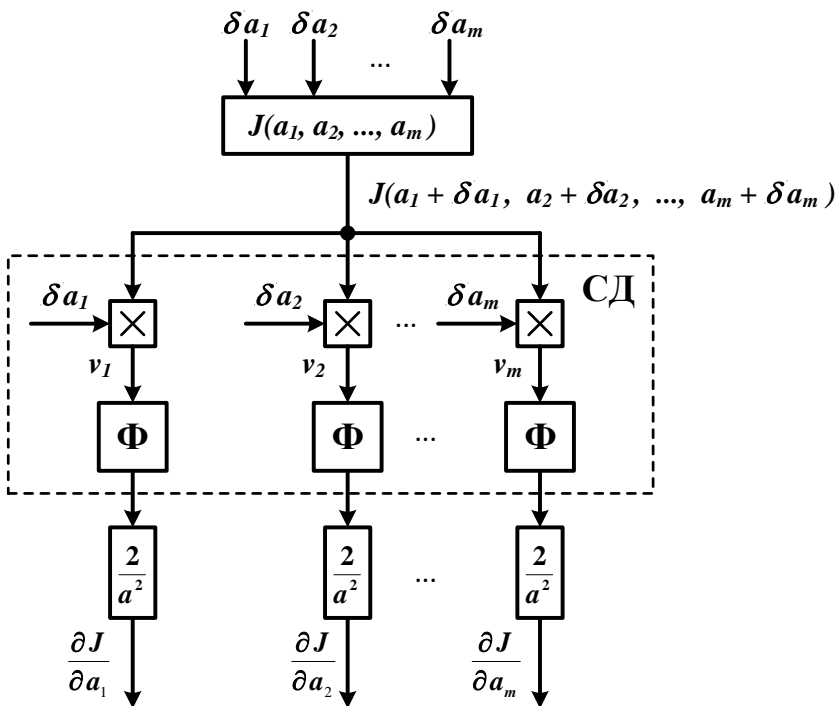 δa₁ δa₂ ... δaₘ
J(a₁, a₂, ..., aₘ)
J(a₁ + δa₁, a₂ + δa₂, ..., aₘ + δaₘ)
СД
δa₁ × δa₂ × ... δaₘ ×
v₁ v₂ vₘ
Ф Ф ... Ф
2/a² 2/a² ... 2/a²
∂J/∂a₁ ∂J/∂a₂ ∂J/∂aₘ